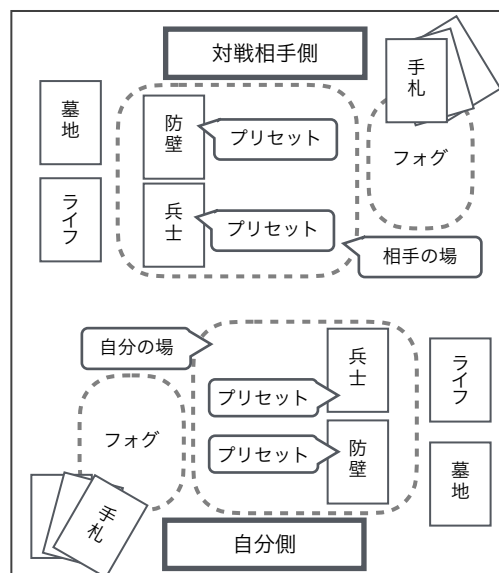 対戦相手側
手札
墓地
防壁
プリセット
フォグ
ライフ
兵士
プリセット
相手の場
自分の場
兵士
ライフ
プリセット
フォグ
プリセット
防壁
墓地
手札
自分側